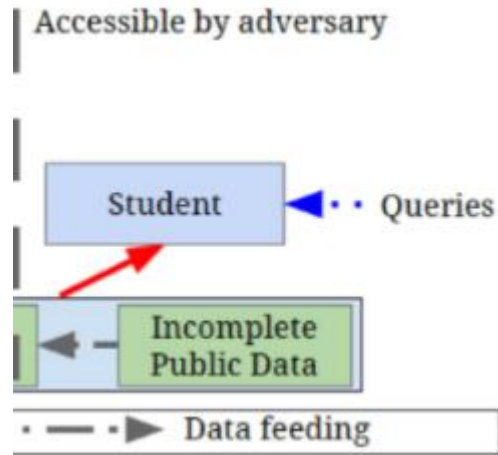 Accessible by adversary
Student
Queries
Incomplete
Public Data
Data feeding